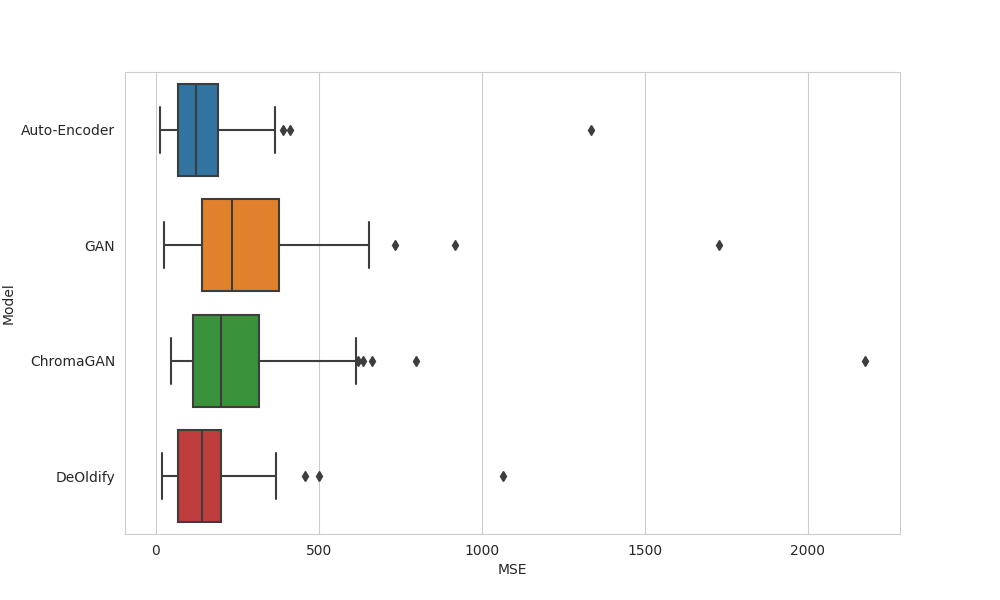 Auto-Encoder
GAN
ChromaGAN
DeOldify
Model
0 500 1000 1500 2000
MSE